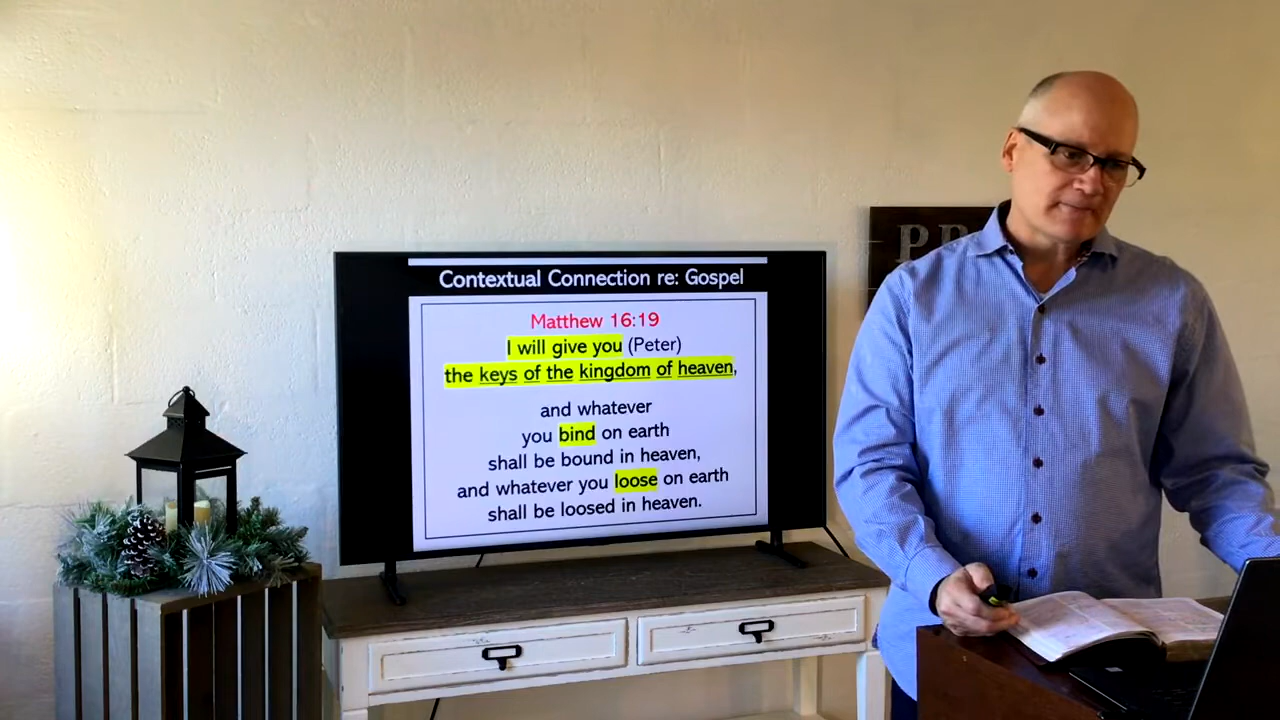 Contextual Connection re: Gospel
Matthew 16:19
I will give you (Peter)
the keys of the kingdom of heaven,
and whatever
you bind on earth
shall be bound in heaven,
and whatever you loose on earth
shall be loosed in heaven.